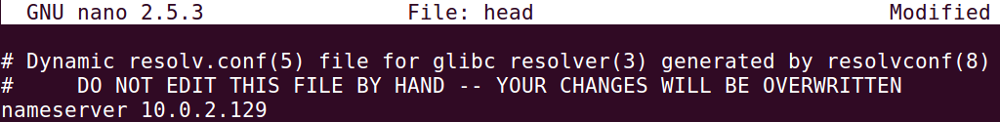 GNU nano 2.5.3 File: head Modified
# Dynamic resolv.conf(5) file for glibc resolver(3) generated by resolvconf(8)
#     DO NOT EDIT THIS FILE BY HAND -- YOUR CHANGES WILL BE OVERWRITTEN
nameserver 10.0.2.129